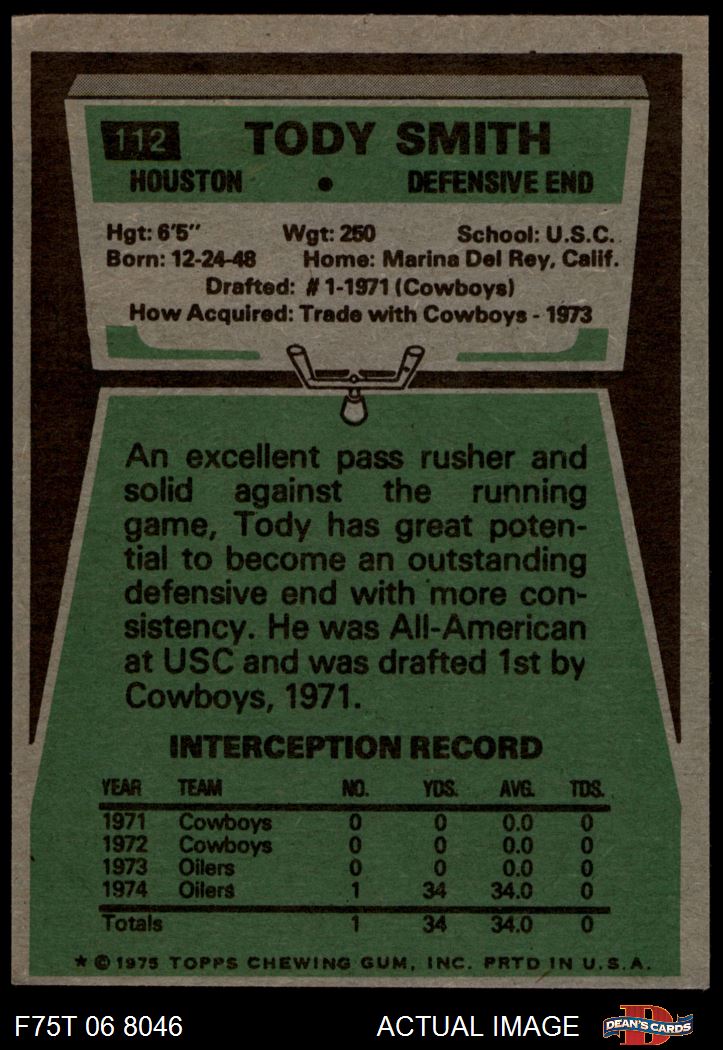 112 TODY SMITH
HOUSTON • DEFENSIVE END
Hgt: 6'5" Wgt: 250 School: U.S.C.
Born: 12-24-48 Home: Marina Del Rey, Calif.
Drafted: #1-1971 (Cowboys)
How Acquired: Trade with Cowboys - 1973
An excellent pass rusher and
solid against the running
game, Tody has great poten-
tial to become an outstanding
defensive end with more con-
sistency. He was All-American
at USC and was drafted 1st by
Cowboys, 1971.
INTERCEPTION RECORD
YEAR TEAM NO. YDS. AVG. TDS.
1971 Cowboys 0 0 0.0 0
1972 Cowboys 0 0 0.0 0
1973 Oilers 0 0 0.0 0
1974 Oilers 1 34 34.0 0
Totals 1 34 34.0 0
★ © 1975 TOPPS CHEWING GUM, INC. PRTD IN U.S.A.
F75T 06 8046 ACTUAL IMAGE D DEAN'S CARDS